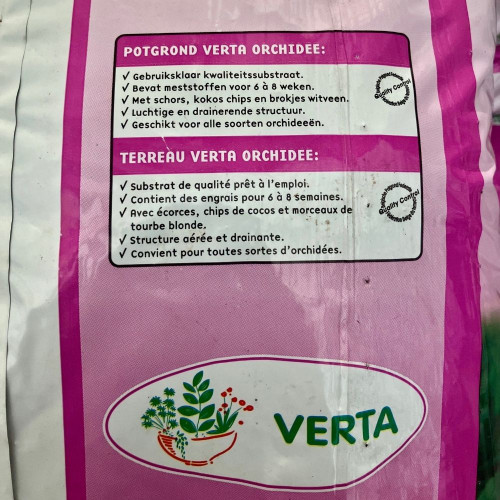 POTGROND VERTA ORCHIDEE:
✓ Gebruiksklaar kwaliteitssubstraat.
✓ Bevat meststoffen voor 6 à 8 weken.
✓ Met schors, kokos chips en brokjes witveen.
✓ Luchtige en drainerende structuur.
✓ Geschikt voor alle soorten orchideeën.
Quality Control
TERREAU VERTA ORCHIDEE:
✓ Substrat de qualité prêt à l'emploi.
✓ Contient des engrais pour 6 à 8 semaines.
✓ Avec écorces, chips de cocos et morceaux de
tourbe blonde.
✓ Structure aérée et drainante.
✓ Convient pour toutes sortes d'orchidées.
Quality Control
VERTA